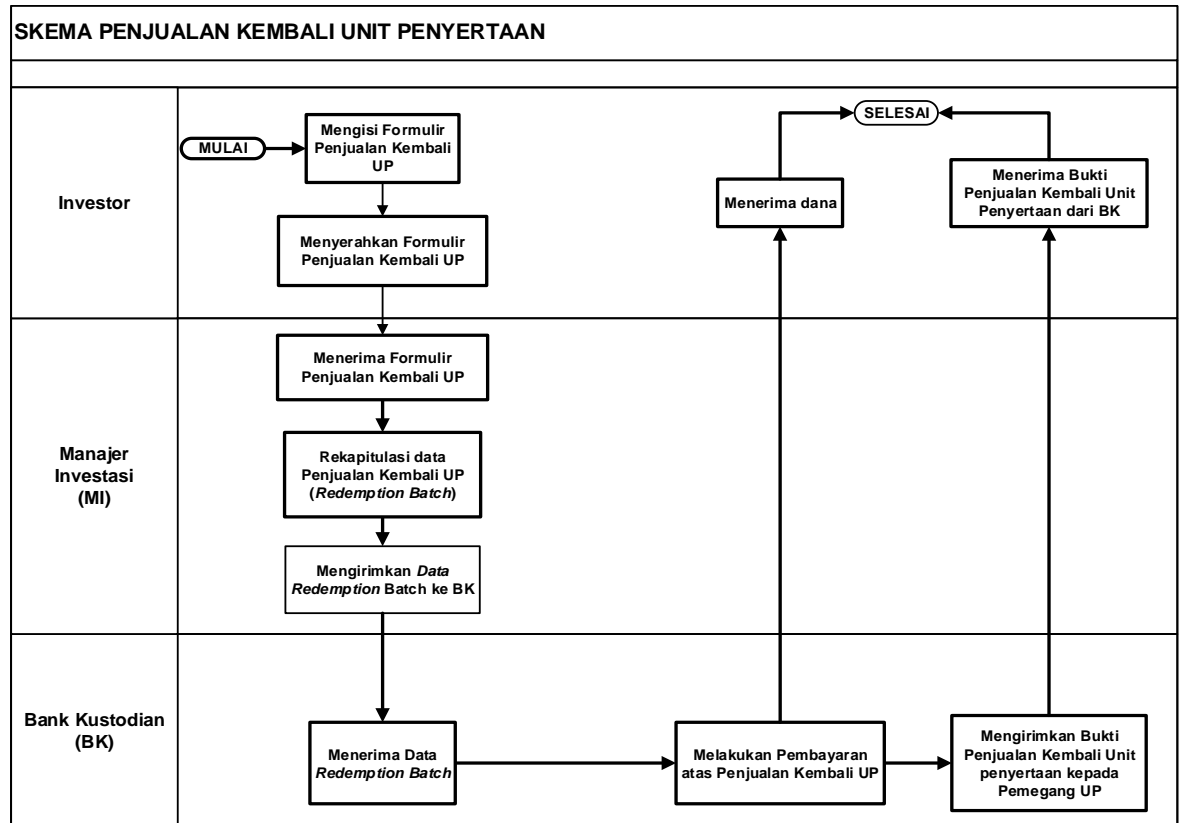 SKEMA PENJUALAN KEMBALI UNIT PENYERTAAN
Investor
MULAI
Mengisi Formulir
Penjualan Kembali
UP
Menyerahkan Formulir
Penjualan Kembali UP
SELESAI
Menerima dana
Menerima Bukti
Penjualan Kembali Unit
Penyertaan dari BK
Manajer
Investasi
(MI)
Menerima Formulir
Penjualan Kembali UP
Rekapitulasi data
Penjualan Kembali UP
(Redemption Batch)
Mengirimkan Data
Redemption Batch ke BK
Bank Kustodian
(BK)
Menerima Data
Redemption Batch
Melakukan Pembayaran
atas Penjualan Kembali UP
Mengirimkan Bukti
Penjualan Kembali Unit
penyertaan kepada
Pemegang UP